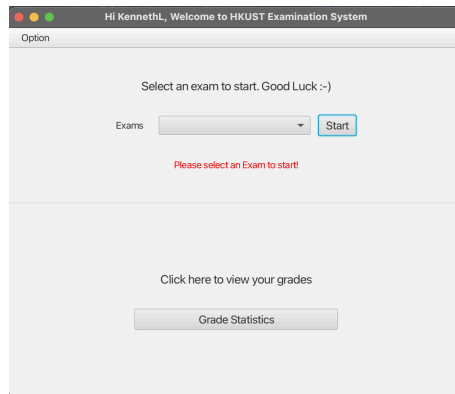 Hi KennethL, Welcome to HKUST Examination System
Option
Select an exam to start. Good Luck :-)
Exams
Start
Please select an Exam to start!
Click here to view your grades
Grade Statistics